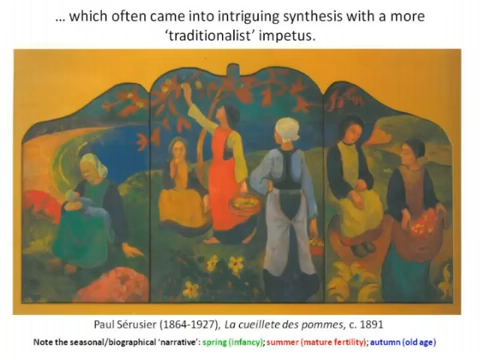 ... which often came into intriguing synthesis with a more
‘traditionalist’ impetus.
Paul Sérusier (1864-1927), La cueillete des pommes, c. 1891
Note the seasonal/biographical ‘narrative’: spring (infancy); summer (mature fertility); autumn (old age)